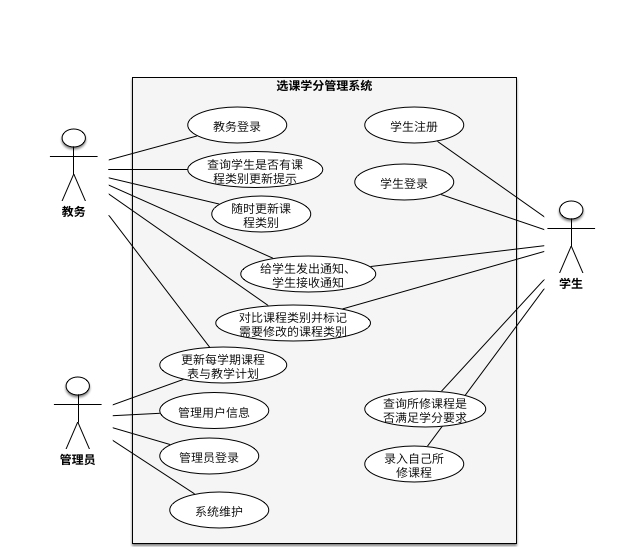 选课学分管理系统
教务登录
学生注册
查询学生是否有课
程类别更新提示
学生登录
教务
随时更新课
程类别
给学生发出通知、
学生接收通知
学生
对比课程类别并标记
需要修改的课程类别
更新每学期课程
表与教学计划
管理用户信息
查询所修课程是
否满足学分要求
管理员
管理员登录
录入自己所
修课程
系统维护